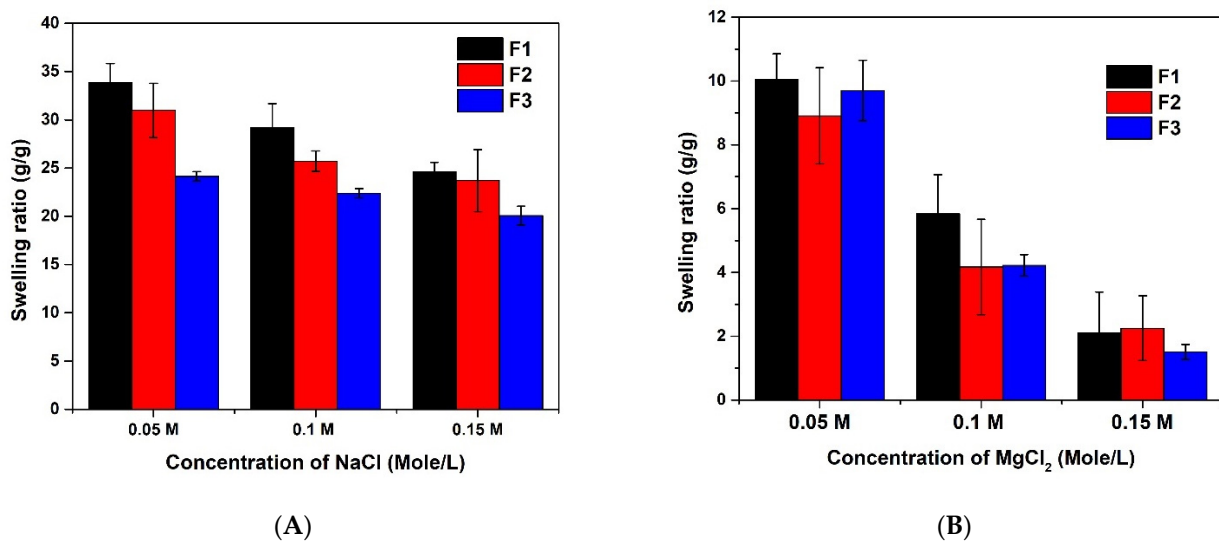 40
35
30
25
20
15
10
5
0
Swelling ratio (g/g)
F1
F2
F3
0.05 M 0.1 M 0.15 M
Concentration of NaCl (Mole/L)
(A)
12
10
8
6
4
2
0
Swelling ratio (g/g)
F1
F2
F3
0.05 M 0.1 M 0.15 M
Concentration of MgCl₂ (Mole/L)
(B)